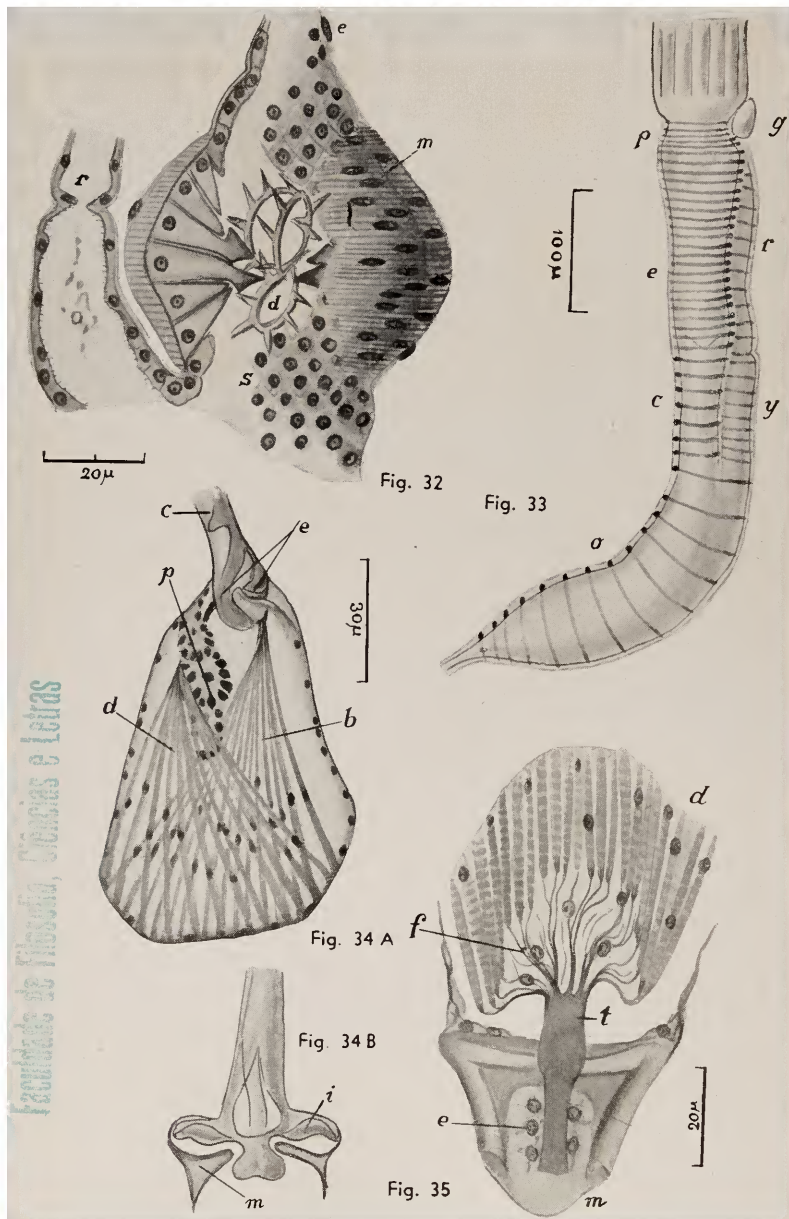 e
m
r
d
s
20μ
Fig. 32
p
g
100μ
r
e
c
y
o
Fig. 33
c
e
p
30μ
d
b
Fig. 34 A
Fig. 34 B
i
m
d
f
t
e
20μ
m
Fig. 35
Faculdade de Filosofia, Ciências e Letras